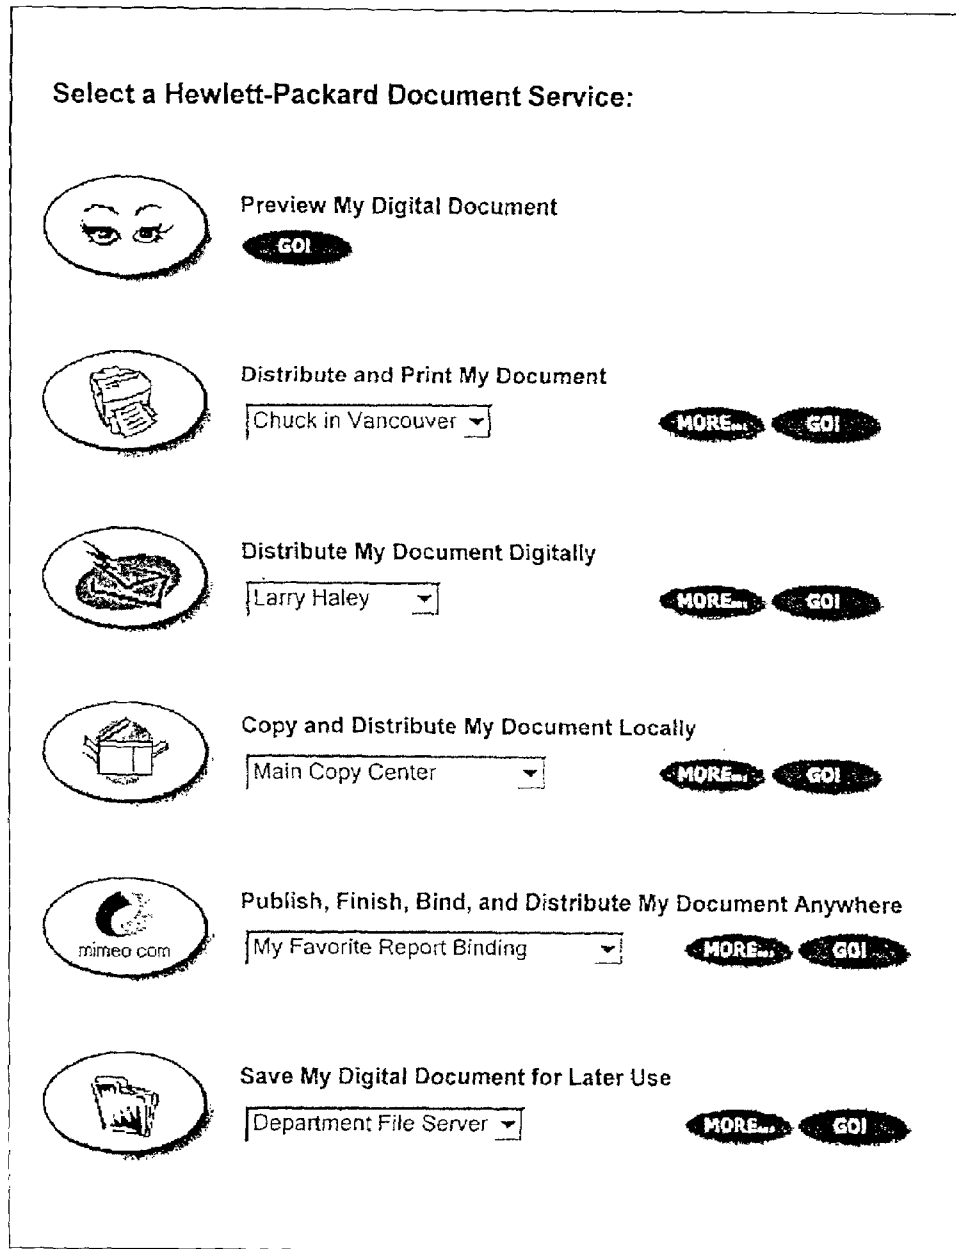 Select a Hewlett-Packard Document Service:
Preview My Digital Document
GO!
Distribute and Print My Document
Chuck in Vancouver
MORE... GO!
Distribute My Document Digitally
Larry Haley
MORE... GO!
Copy and Distribute My Document Locally
Main Copy Center
MORE... GO!
mimeo.com
Publish, Finish, Bind, and Distribute My Document Anywhere
My Favorite Report Binding
MORE... GO!
Save My Digital Document for Later Use
Department File Server
MORE... GO!